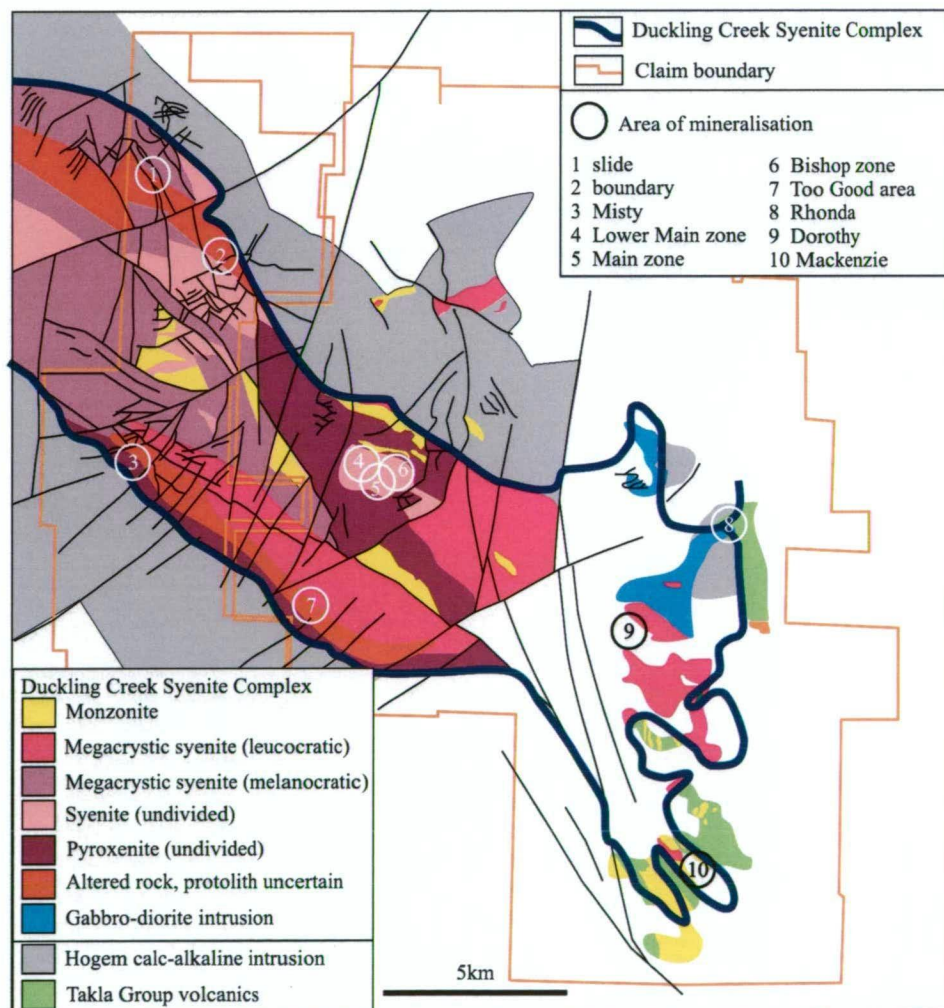 Duckling Creek Syenite Complex
Claim boundary
Area of mineralisation
1 slide
2 boundary
3 Misty
4 Lower Main zone
5 Main zone
6 Bishop zone
7 Too Good area
8 Rhonda
9 Dorothy
10 Mackenzie
1
2
3
4
6
5
7
8
9
10
Duckling Creek Syenite Complex
Monzonite
Megacrystic syenite (leucocratic)
Megacrystic syenite (melanocratic)
Syenite (undivided)
Pyroxenite (undivided)
Altered rock, protolith uncertain
Gabbro-diorite intrusion
Hogem calc-alkaline intrusion
Takla Group volcanics
5km